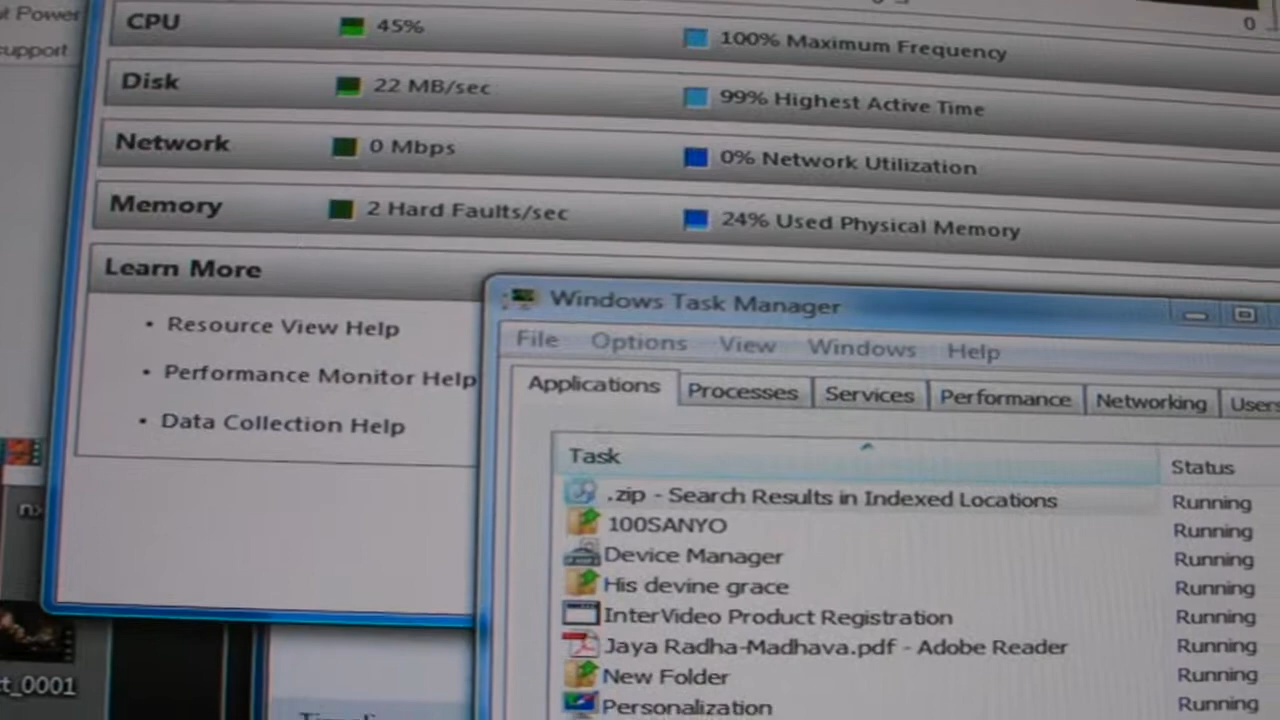 Power
support
0
CPU 45% 100% Maximum Frequency
Disk 22 MB/sec 99% Highest Active Time
Network 0 Mbps 0% Network Utilization
Memory 2 Hard Faults/sec 24% Used Physical Memory
Learn More
• Resource View Help
• Performance Monitor Help
• Data Collection Help
Windows Task Manager
File Options View Windows Help
Applications Processes Services Performance Networking Users
Task Status
.zip - Search Results in Indexed Locations Running
100SANYO Running
Device Manager Running
His devine grace Running
InterVideo Product Registration Running
Jaya Radha-Madhava.pdf - Adobe Reader Running
New Folder Running
Personalization Running
t_0001